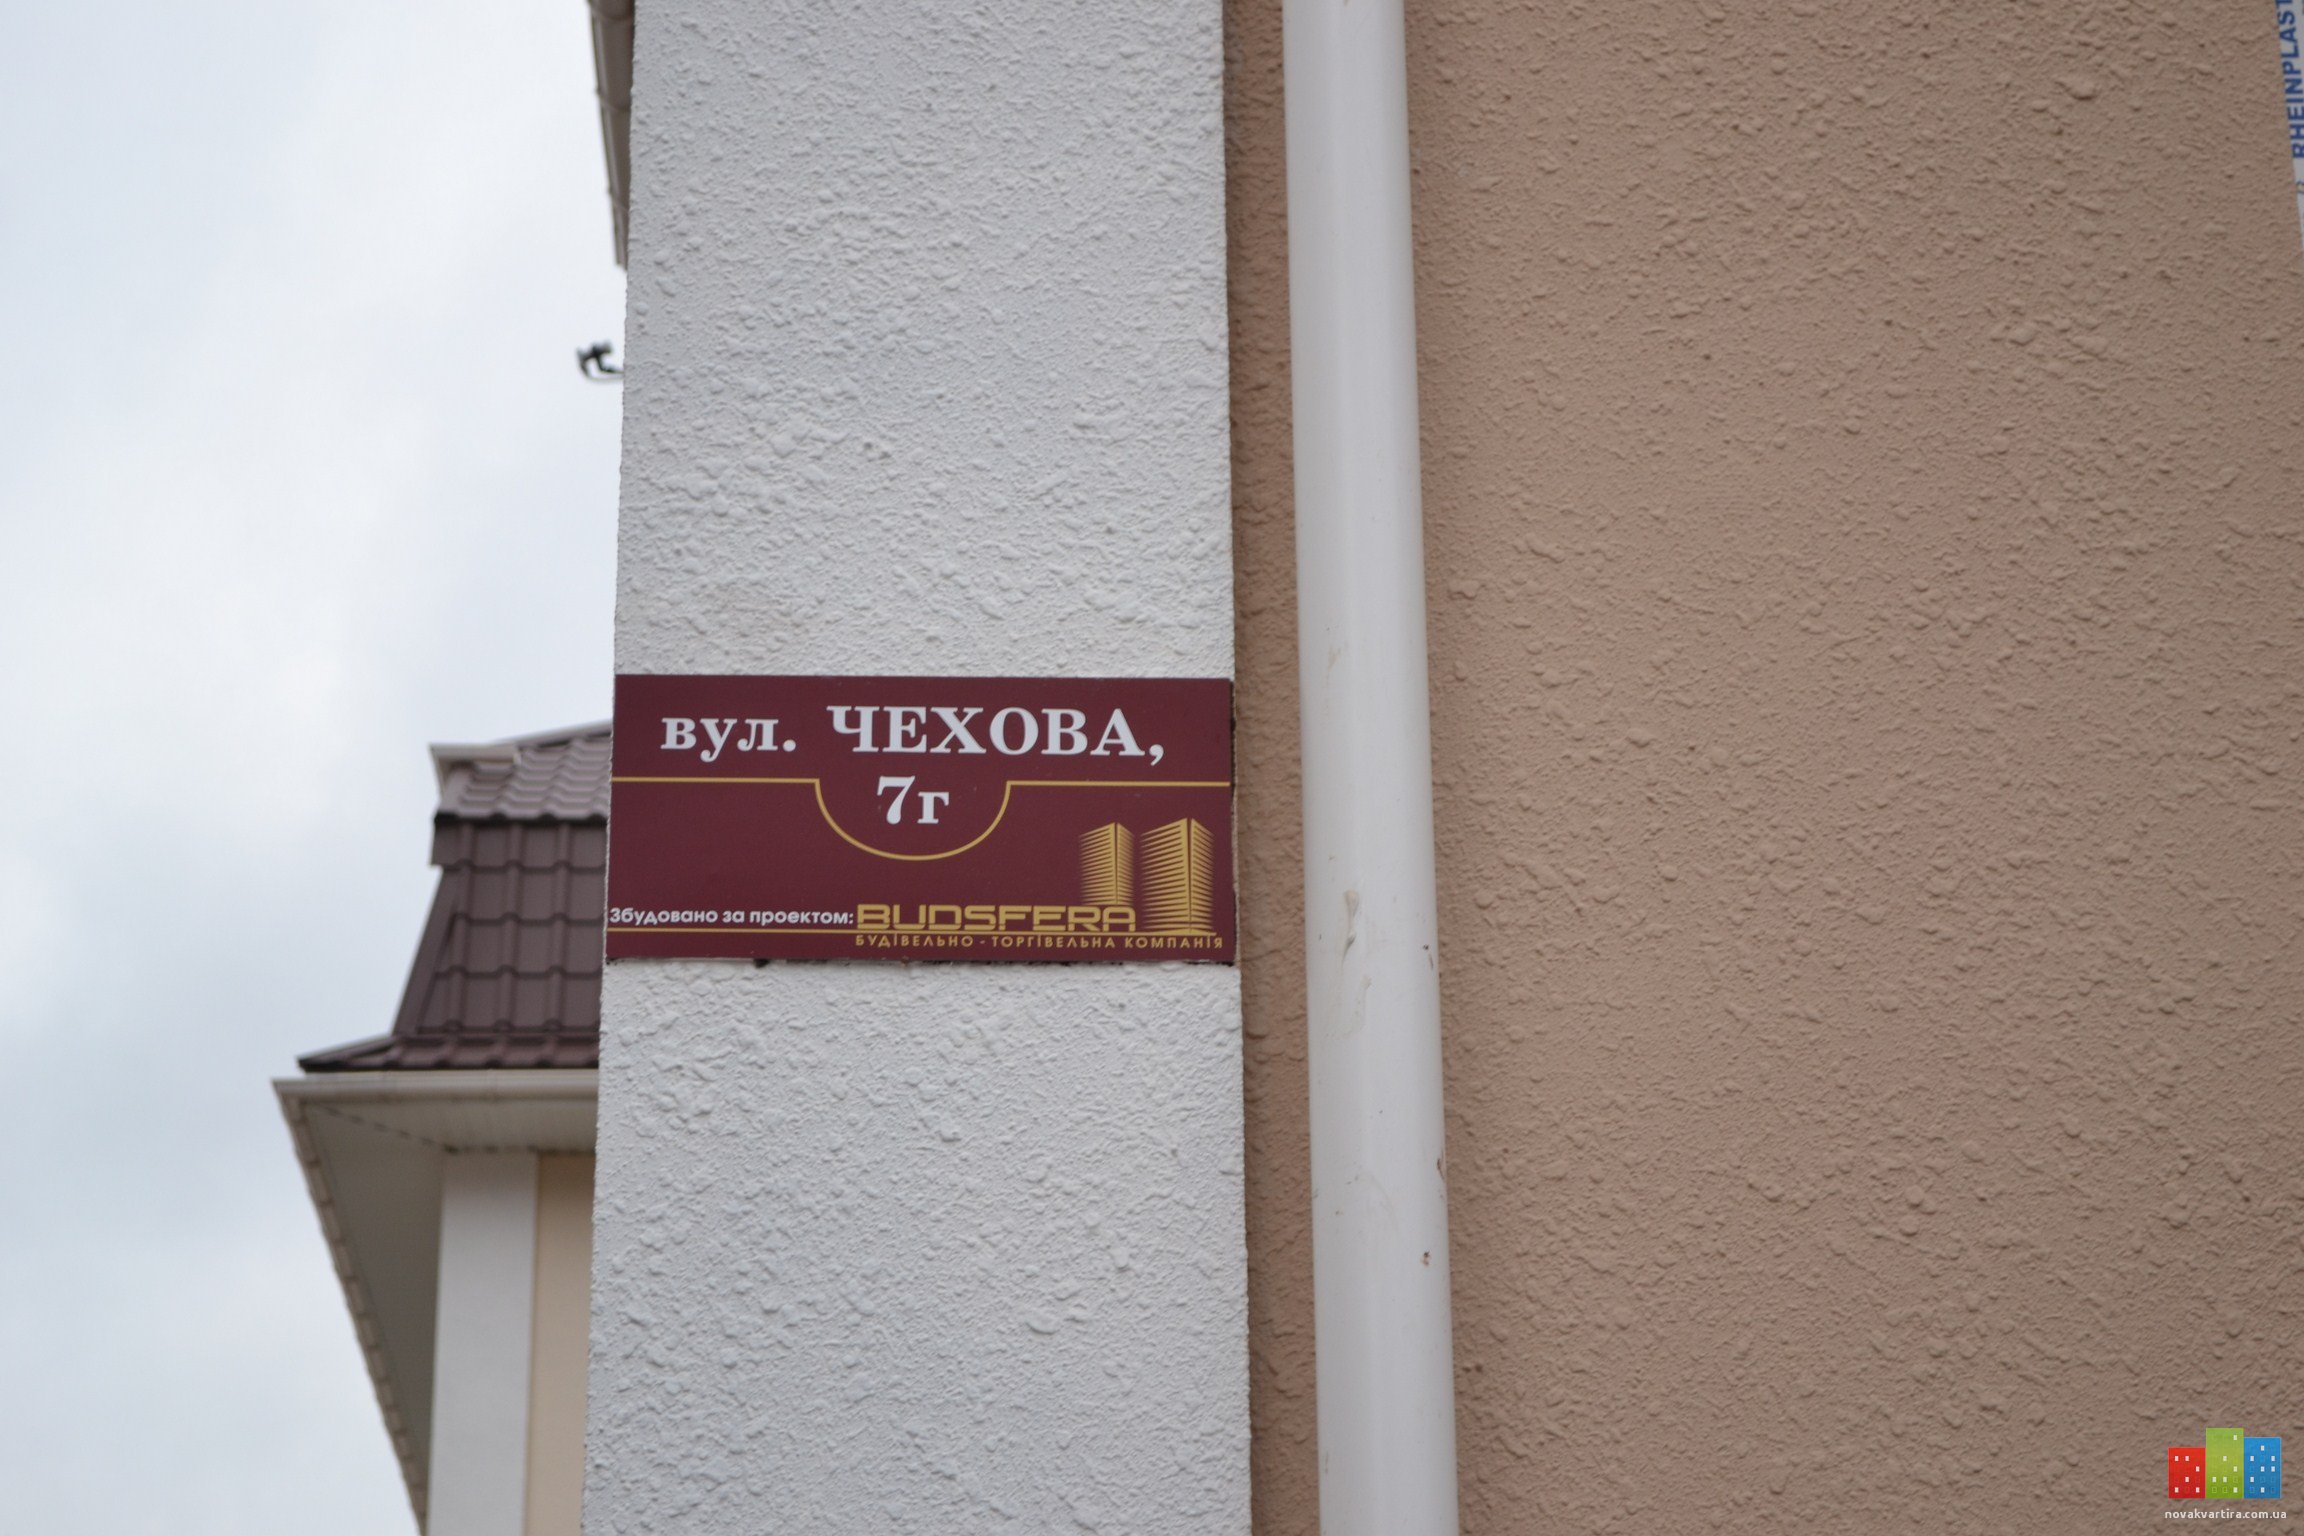 вул. ЧЕХОВА,
7г
Збудовано за проектом: BUDSFERA
БУДІВЕЛЬНО - ТОРГІВЕЛЬНА КОМПАНІЯ
RHEINPLAST
novakvartira.com.ua